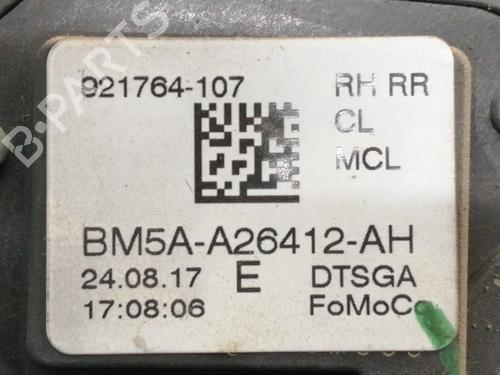 921764-107 RH RR
CL
MCL
BM5A-A26412-AH
24.08.17 E DTSGA
17:08:06 FoMoCo
B-PARTS